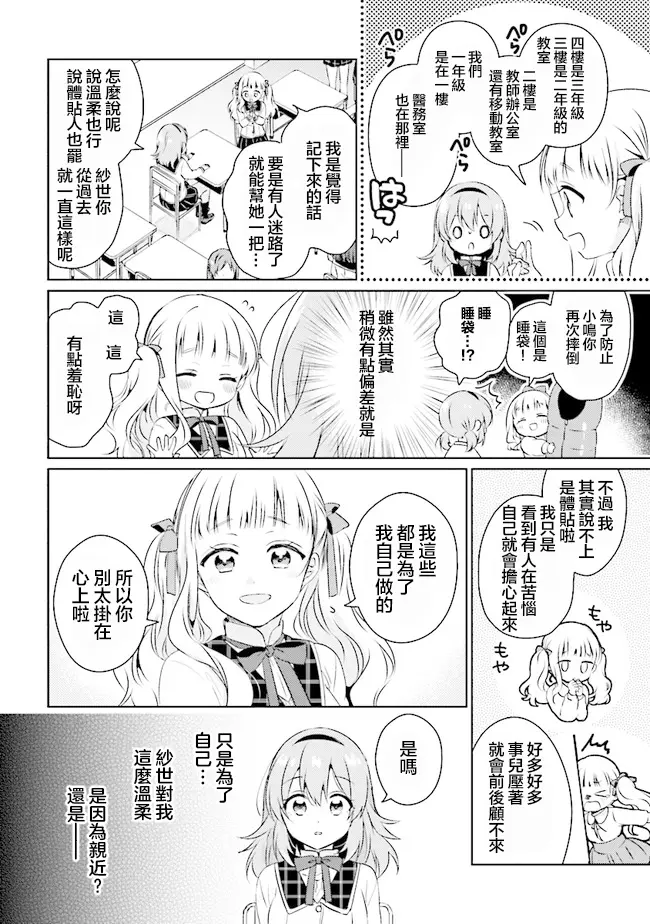 四樓是三年級
三樓是二年級的
教室
二樓是
教師辦公室
還有移動教室
我們
一年級
是在一樓
醫務室
也在那裡
ぺら
ぺら
はっ
我是覺得
記下來的話
要是有人迷路了
就能幫她一把…
怎麼說呢
說溫柔也行
說體貼人也罷
紗世你
從過去
就一直這樣呢
為了防止
小鳴你
再次摔倒
這個是
睡袋!
睡
睡袋…!?
雖然其實
稍微有點偏差就是
這
這
有點羞恥呀
不過我
其實說不上
是體貼啦
我只是
看到有人在苦惱
自己就會擔心起來
もや
もや
好多好多
事兒壓著
就會前後顧不來
我這些
都是為了
我自己做的
所以你
別太掛在
心上啦
是嗎
只是為了
自己…
紗世對我
這麼溫柔
是因為親近?
還是──